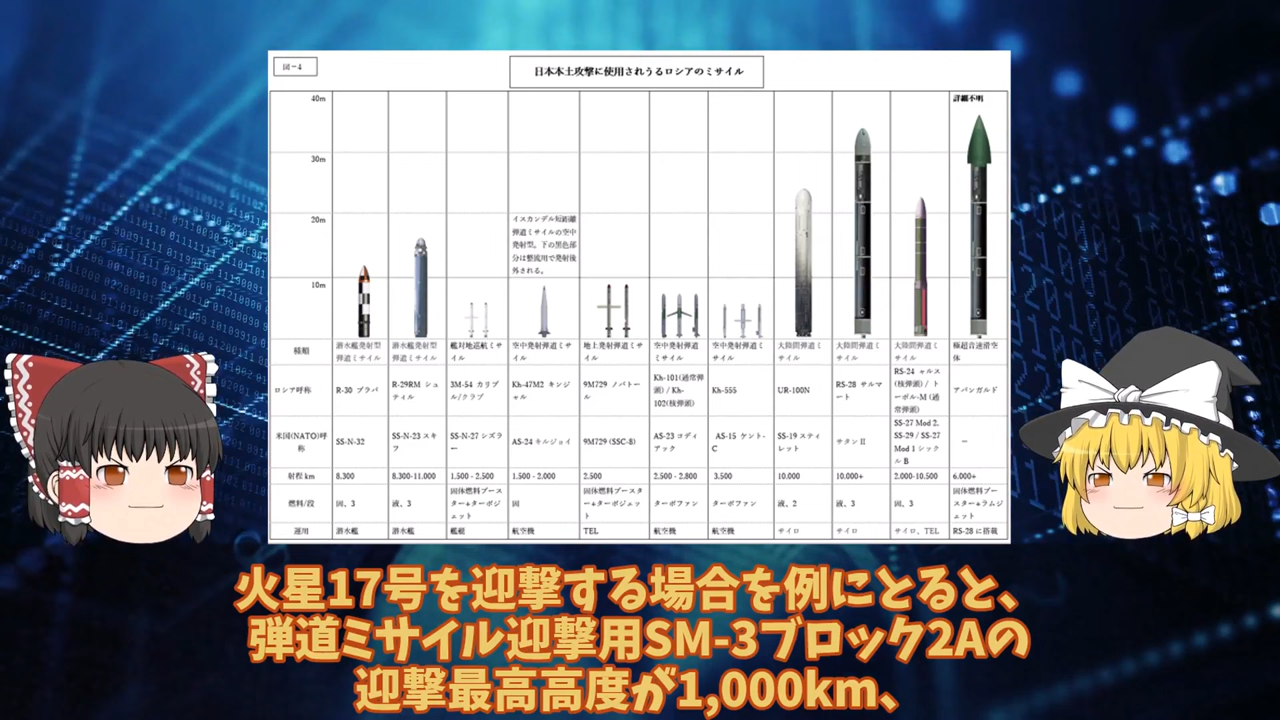 図－4
日本本土攻撃に使用されうるロシアのミサイル
40m
30m
20m
10m
詳細不明
イスカンデル短距離
弾道ミサイルの空中
発射型。下の黒色部
分は整流用で発射後
外される。
種類
潜水艦発射型
弾道ミサイル
潜水艦発射型
弾道ミサイル
艦対地巡航ミサ
イル
空中発射弾道ミサ
イル
地上発射弾道ミサ
イル
空中発射弾道
ミサイル
空中発射弾道ミ
サイル
大陸間弾道ミ
サイル
大陸間弾道ミ
サイル
大陸間弾道ミ
サイル
極超音速滑空
体
ロシア呼称
R-30 ブラバ
R-29RM シュ
ティル
3M-54 カリブ
ル/クラブ
Kh-47M2 キンジ
ャル
9M729 ノバトー
ル
Kh-101(通常弾
頭) / Kh-
102(核弾頭)
Kh-555
UR-100N
RS-28 サルマ
ート
RS-24 ヤルス
(核弾頭) / ト
ーポル-M (通
常弾頭)
アバンガルド
米国(NATO)呼
称
SS-N-32
SS-N-23 スキ
フ
SS-N-27 シズラ
ー
AS-24 キルジョイ
9M729 (SSC-8)
AS-23 コディ
アック
AS-15 ケント-
C
SS-19 スティ
レット
サタンⅡ
SS-27 Mod 2.
SS-29 / SS-27
Mod 1 シック
ル B
－
射程 km
8.300
8.300-11.000
1.500 - 2.500
1.500 - 2.000
2.500
2.500 - 2.800
3.500
10.000
10.000+
2.000-10.500
6.000+
燃料/段
固、3
液、3
固体燃料ブース
ター+ターボジ
ェット
固
固体燃料ブースタ
ー+ターボジェッ
ト
ターボファン
ターボファン
液、2
液、3
固、3
固体燃料ブー
スター+ラムジ
ェット
運用
潜水艦
潜水艦
艦艇
航空機
TEL
航空機
航空機
サイロ
サイロ
サイロ、TEL
RS-28 に搭載
火星17号を迎撃する場合を例にとると、
弾道ミサイル迎撃用SM-3ブロック2Aの
迎撃最高高度が1,000km、